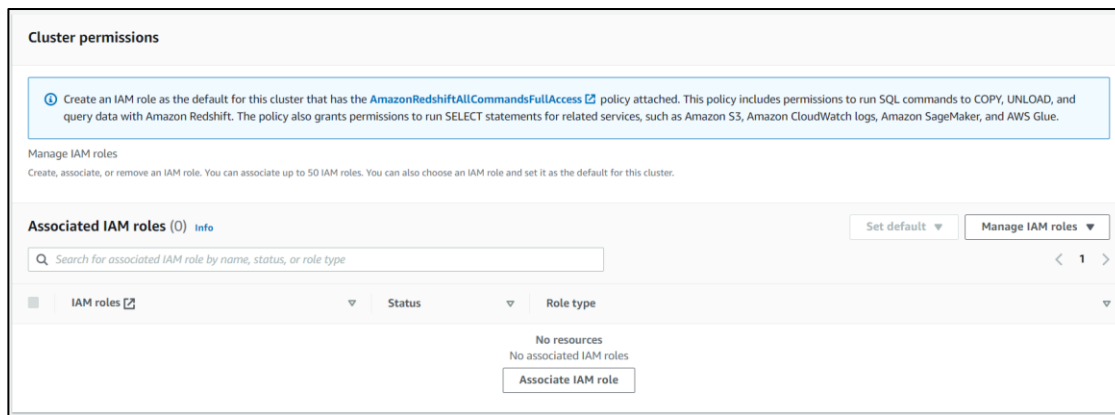 Cluster permissions
Create an IAM role as the default for this cluster that has the AmazonRedshiftAllCommandsFullAccess policy attached. This policy includes permissions to run SQL commands to COPY, UNLOAD, and
query data with Amazon Redshift. The policy also grants permissions to run SELECT statements for related services, such as Amazon S3, Amazon CloudWatch logs, Amazon SageMaker, and AWS Glue.
Manage IAM roles
Create, associate, or remove an IAM role. You can associate up to 50 IAM roles. You can also choose an IAM role and set it as the default for this cluster.
Associated IAM roles (0) Info
Set default
Manage IAM roles
Search for associated IAM role by name, status, or role type
1
IAM roles
Status
Role type
No resources
No associated IAM roles
Associate IAM role